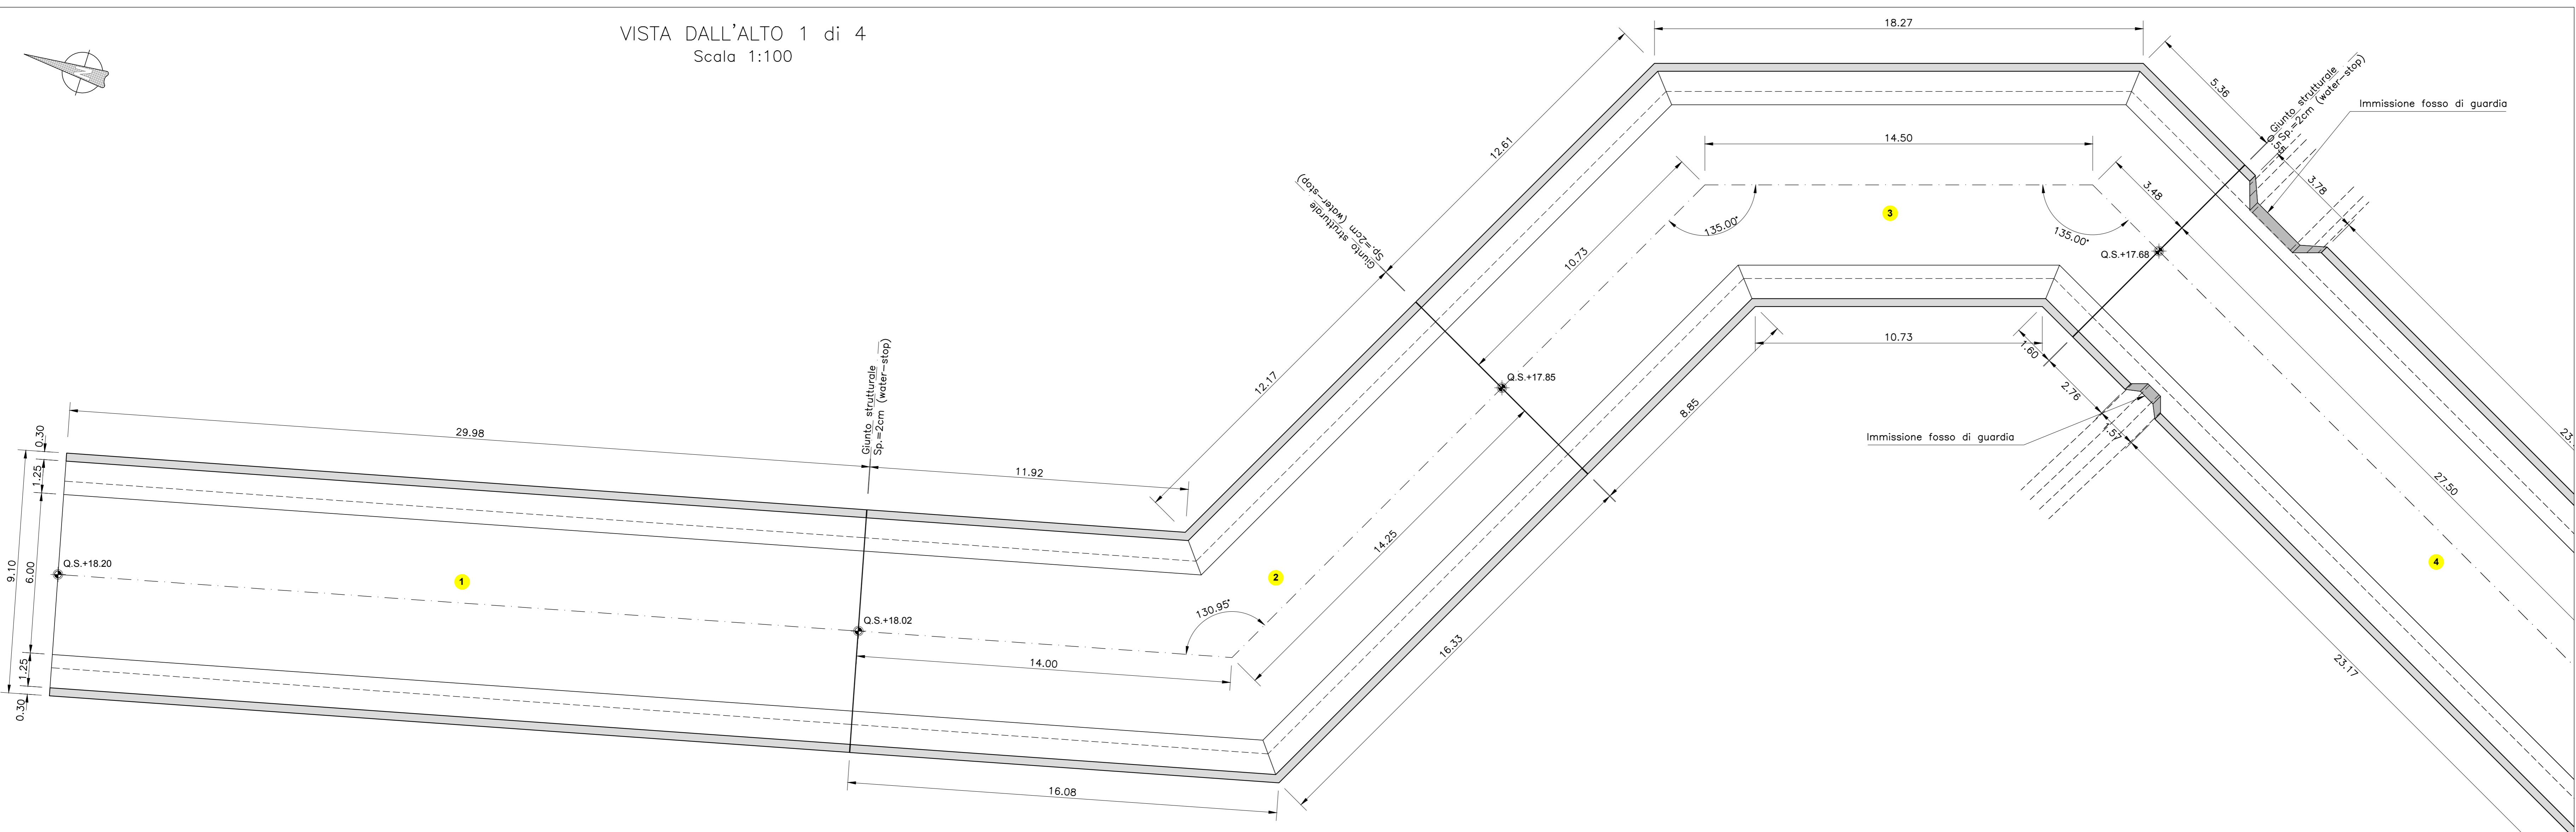 VISTA DALL'ALTO 1 di 4
Scala 1:100
18.27
5.36
Giunto strutturale
Sp.=2cm (water-stop)
0.55
Immissione fosso di guardia
3.78
12.61
14.50
3.48
Giunto strutturale
Sp.=2cm (water-stop)
10.73
135.00°
3
135.00°
Q.S.+17.68
12.17
Q.S.+17.85
10.73
1.60
2.76
1.57
Immissione fosso di guardia
8.85
Giunto strutturale
Sp.=2cm (water-stop)
29.98
11.92
0.30
1.25
9.10
6.00
1.25
0.30
Q.S.+18.20
1
2
14.25
27.50
4
130.95°
Q.S.+18.02
14.00
16.33
23.17
16.08